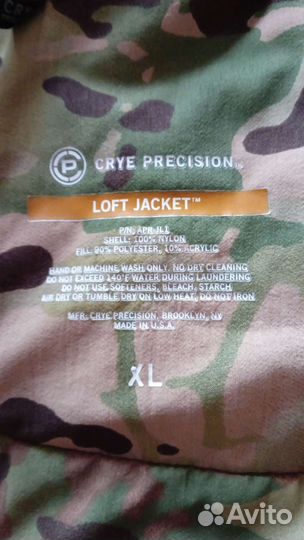 CRYE PRECISION™
LOFT JACKET™
P/N: APR JL1
SHELL: 100% NYLON
FILL: 90% POLYESTER, 10% ACRYLIC
HAND OR MACHINE WASH ONLY. NO DRY CLEANING
DO NOT EXCEED 140°F WATER DURING LAUNDERING
DO NOT USE SOFTENERS, BLEACH, STARCH
AIR DRY OR TUMBLE DRY ON LOW HEAT, DO NOT IRON
MFR: CRYE PRECISION, BROOKLYN, NY
MADE IN U.S.A.
XL
Avito